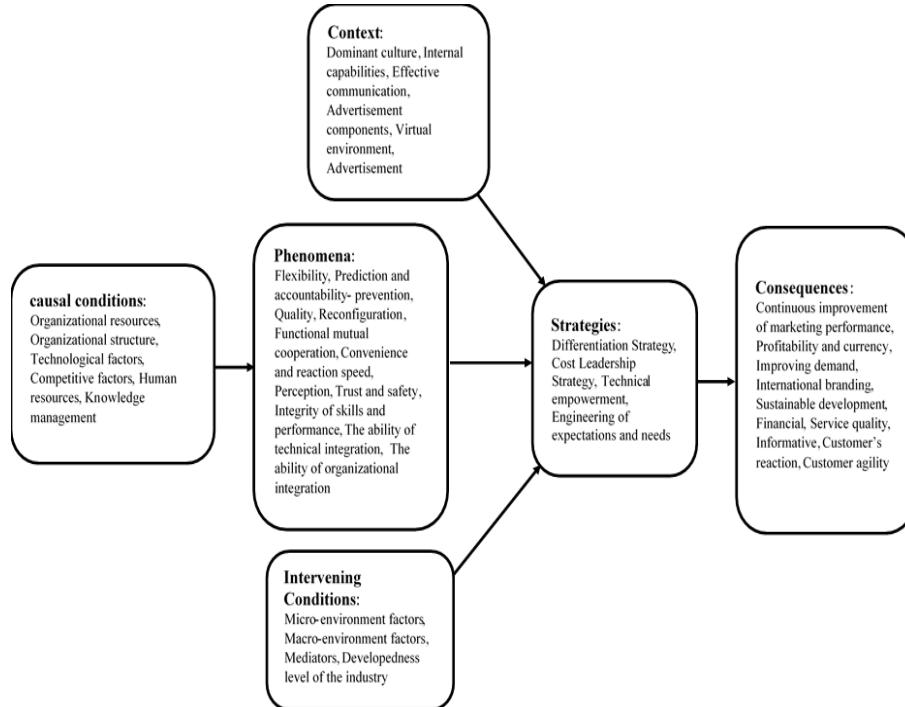 Context:
Dominant culture, Internal
capabilities, Effective
communication,
Advertisement
components, Virtual
environment,
Advertisement
causal conditions:
Organizational resources,
Organizational structure,
Technological factors,
Competitive factors, Human
resources, Knowledge
management
Phenomena:
Flexibility, Prediction and
accountability- prevention,
Quality, Reconfiguration,
Functional mutual
cooperation, Convenience
and reaction speed,
Perception, Trust and safety,
Integrity of skills and
performance, The ability of
technical integration, The
ability of organizational
integration
Intervening
Conditions:
Micro-environment factors,
Macro-environment factors,
Mediators, Developedness
level of the industry
Strategies:
Differentiation Strategy,
Cost Leadership
Strategy, Technical
empowerment,
Engineering of
expectations and needs
Consequences:
Continuous improvement
of marketing performance,
Profitability and currency,
Improving demand,
International branding,
Sustainable development,
Financial, Service quality,
Informative, Customer's
reaction, Customer agility